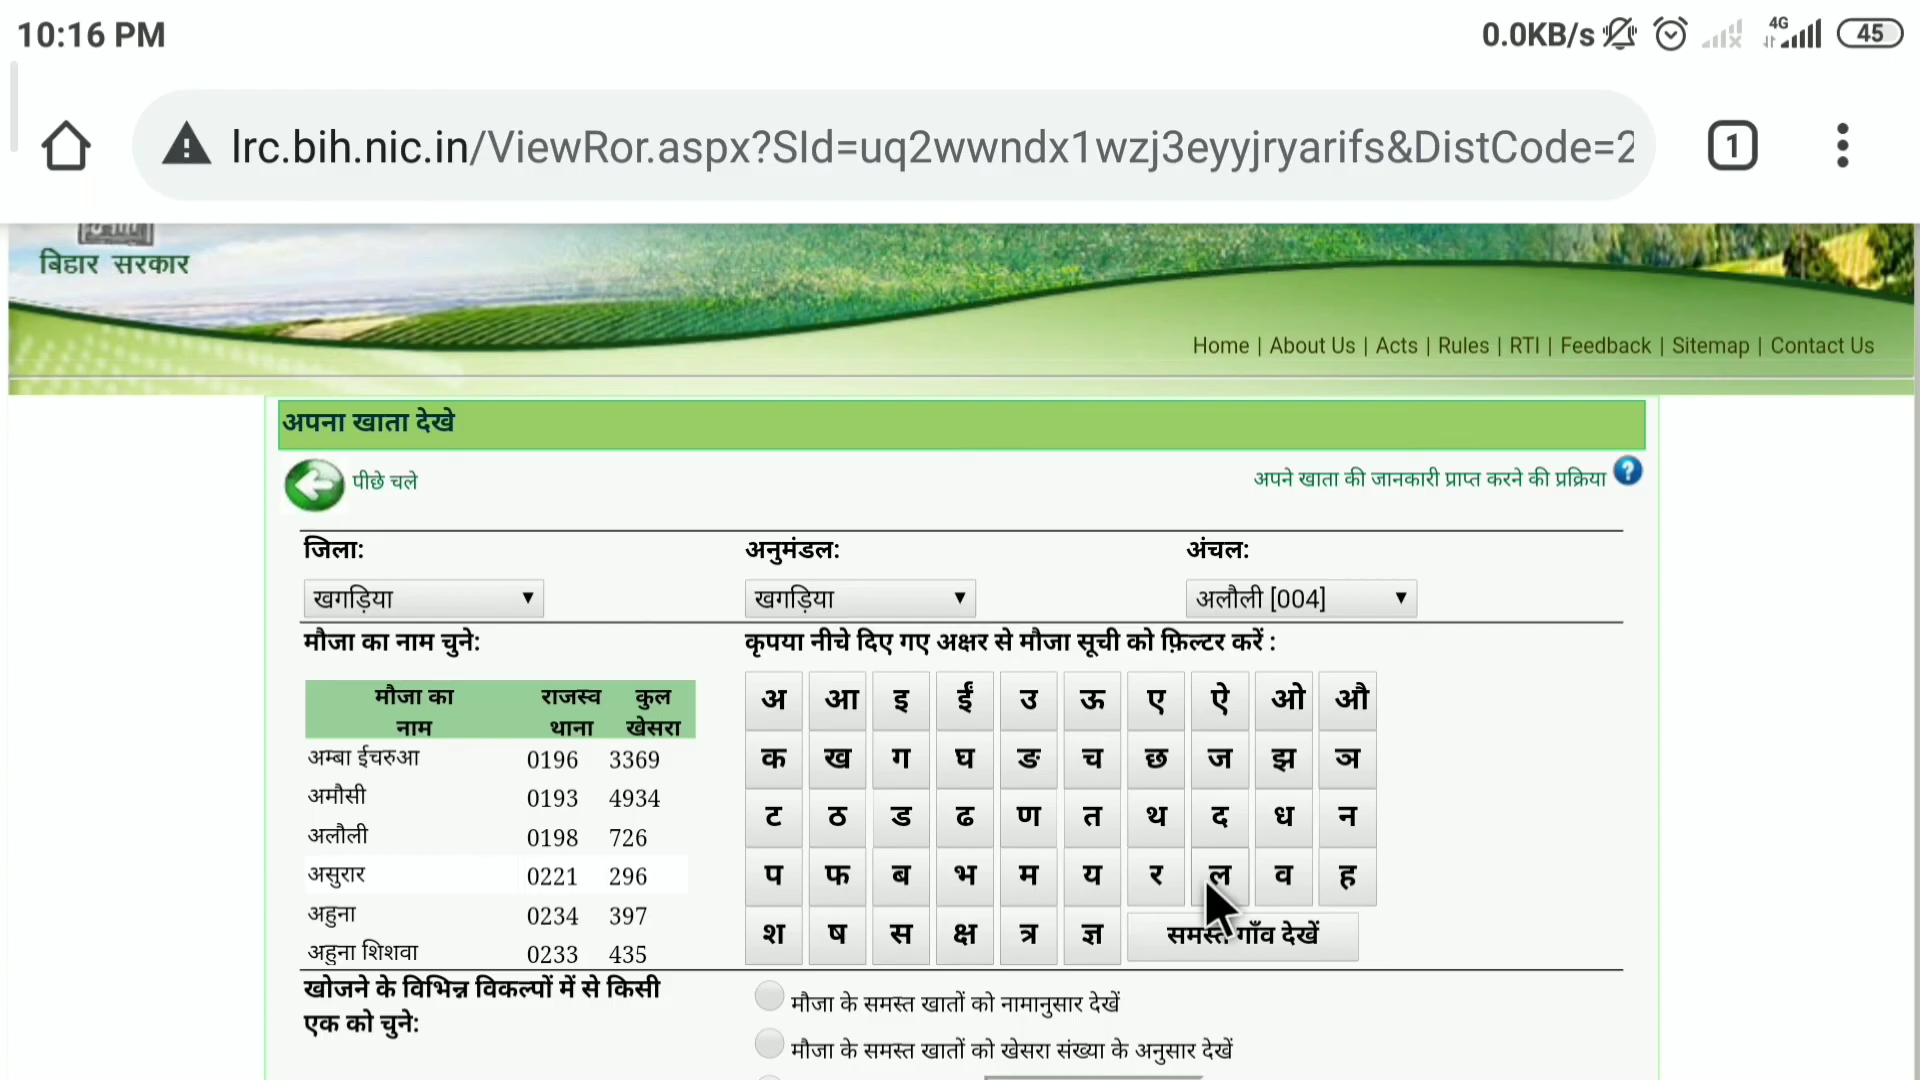 10:16 PM
0.0KB/s 4G 45
lrc.bih.nic.in/ViewRor.aspx?SId=uq2wwndx1wzj3eyyjryarifs&DistCode=2
1
बिहार सरकार
Home | About Us | Acts | Rules | RTI | Feedback | Sitemap | Contact Us
अपना खाता देखे
पीछे चले
अपने खाता की जानकारी प्राप्त करने की प्रक्रिया ?
जिला: अनुमंडल: अंचल:
खगड़िया खगड़िया अलौली [004]
मौजा का नाम चुने: कृपया नीचे दिए गए अक्षर से मौजा सूची को फ़िल्टर करें :
मौजा का नाम राजस्व थाना कुल खेसरा
अम्बा ईचरुआ 0196 3369
अमौसी 0193 4934
अलौली 0198 726
असुरार 0221 296
अहुना 0234 397
अहुना शिशवा 0233 435
अ आ इ ईं उ ऊ ए ऐ ओ औ
क ख ग घ ङ च छ ज झ ञ
ट ठ ड ढ ण त थ द ध न
प फ ब भ म य र ल व ह
श ष स क्ष त्र ज्ञ समस्त गाँव देखें
खोजने के विभिन्न विकल्पों में से किसी
एक को चुने:
मौजा के समस्त खातों को नामानुसार देखें
मौजा के समस्त खातों को खेसरा संख्या के अनुसार देखें